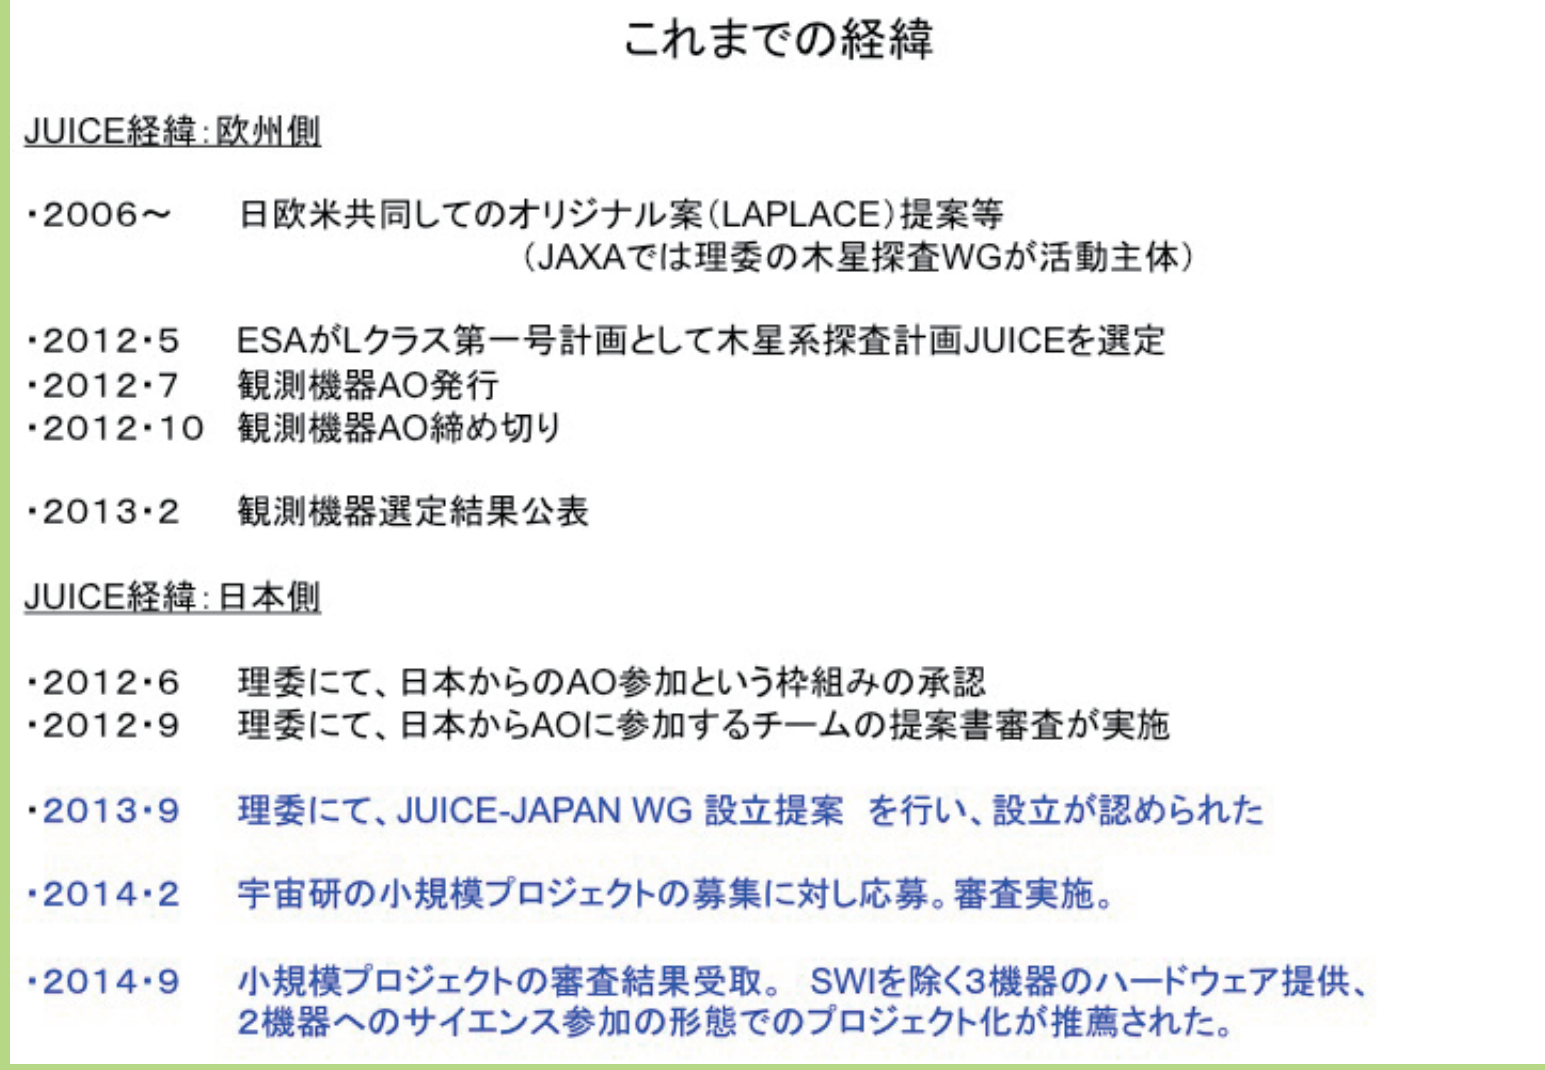 これまでの経緯
JUICE経緯：欧州側
・2006～ 日欧米共同してのオリジナル案（LAPLACE）提案等
（JAXAでは理委の木星探査WGが活動主体）
・2012・5 ESAがLクラス第一号計画として木星系探査計画JUICEを選定
・2012・7 観測機器AO発行
・2012・10 観測機器AO締め切り
・2013・2 観測機器選定結果公表
JUICE経緯：日本側
・2012・6 理委にて、日本からのAO参加という枠組みの承認
・2012・9 理委にて、日本からAOに参加するチームの提案書審査が実施
・2013・9 理委にて、JUICE-JAPAN WG 設立提案 を行い、設立が認められた
・2014・2 宇宙研の小規模プロジェクトの募集に対し応募。審査実施。
・2014・9 小規模プロジェクトの審査結果受取。 SWIを除く3機器のハードウェア提供、
2機器へのサイエンス参加の形態でのプロジェクト化が推薦された。